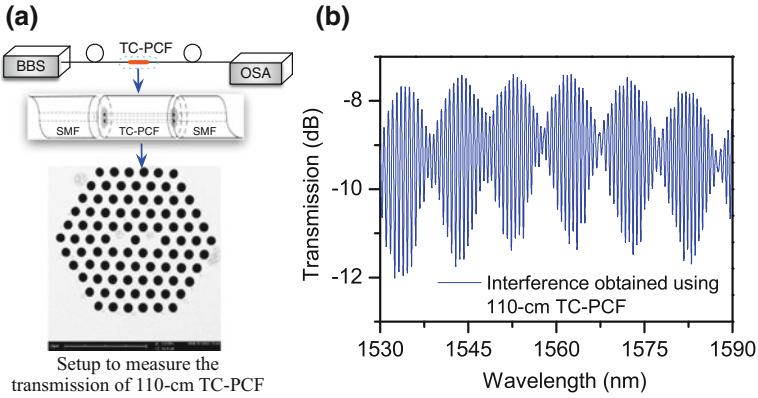 (a)
TC-PCF
BBS
OSA
SMF
TC-PCF
SMF
Setup to measure the
transmission of 110-cm TC-PCF
(b)
-8
-10
-12
Transmission (dB)
Interference obtained using
110-cm TC-PCF
1530 1545 1560 1575 1590
Wavelength (nm)